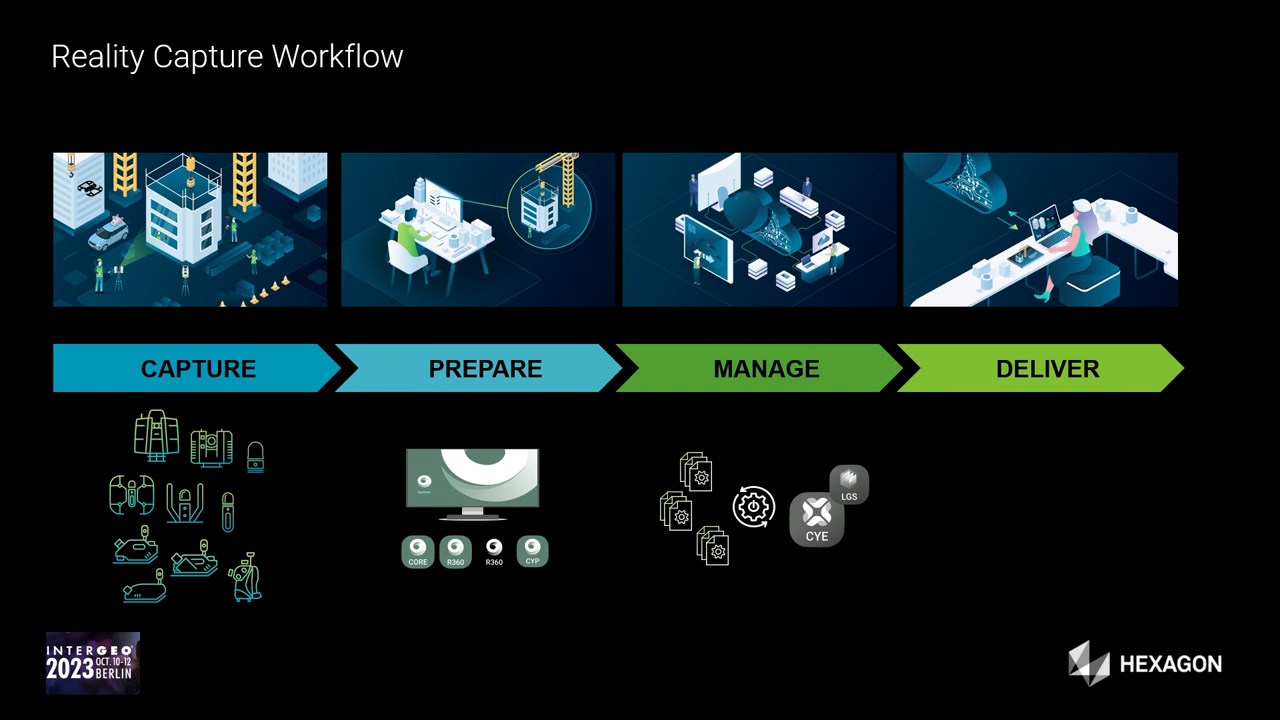 Reality Capture Workflow
CAPTURE
PREPARE
MANAGE
DELIVER
LGS
CYE
CORE
R360
R360
CYP
INTERGEO
2023 OCT. 10-12
BERLIN
HEXAGON